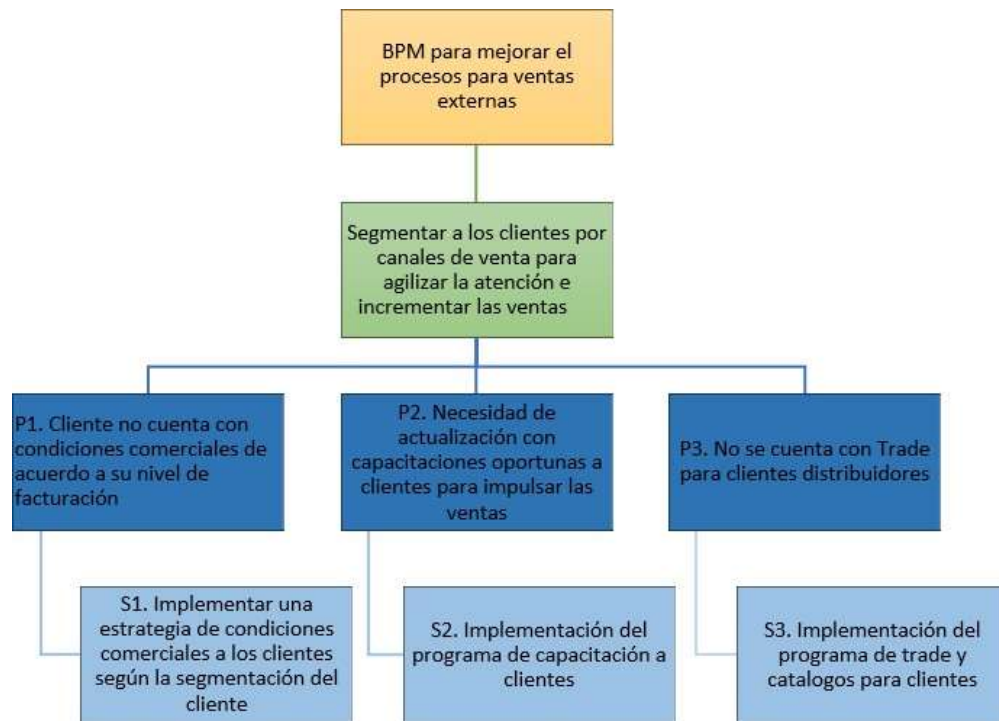 BPM para mejorar el
procesos para ventas
externas
Segmentar a los clientes por
canales de venta para
agilizar la atención e
incrementar las ventas
P1. Cliente no cuenta con
condiciones comerciales de
acuerdo a su nivel de
facturación
P2. Necesidad de
actualización con
capacitaciones oportunas a
clientes para impulsar las
ventas
P3. No se cuenta con Trade
para clientes distribuidores
S1. Implementar una
estrategia de condiciones
comerciales a los clientes
según la segmentación del
cliente
S2. Implementación del
programa de capacitación a
clientes
S3. Implementación del
programa de trade y
catalogos para clientes